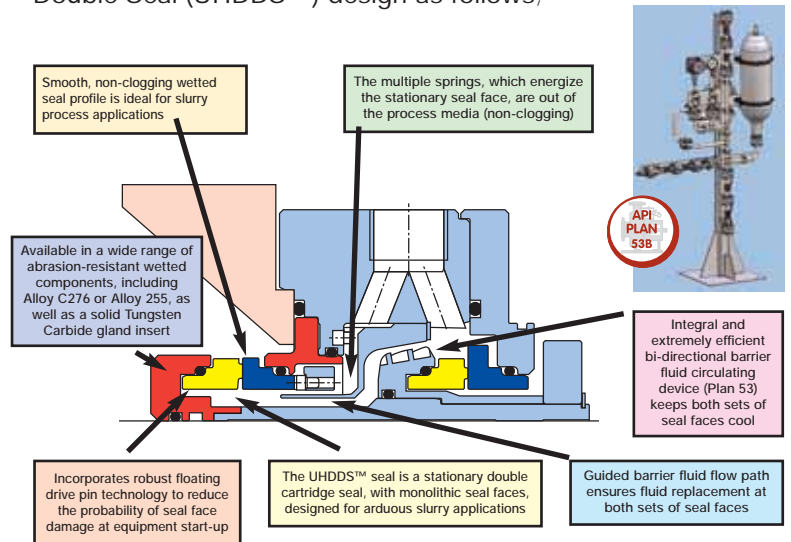 Double Seal (UHDDS™) design as follows;
Smooth, non-clogging wetted
seal profile is ideal for slurry
process applications
The multiple springs, which energize
the stationary seal face, are out of
the process media (non-clogging)
API
PLAN
53B
Available in a wide range of
abrasion-resistant wetted
components, including
Alloy C276 or Alloy 255, as
well as a solid Tungsten
Carbide gland insert
Integral and
extremely efficient
bi-directional barrier
fluid circulating
device (Plan 53)
keeps both sets of
seal faces cool
Incorporates robust floating
drive pin technology to reduce
the probability of seal face
damage at equipment start-up
The UHDDS™ seal is a stationary double
cartridge seal, with monolithic seal faces,
designed for arduous slurry applications
Guided barrier fluid flow path
ensures fluid replacement at
both sets of seal faces